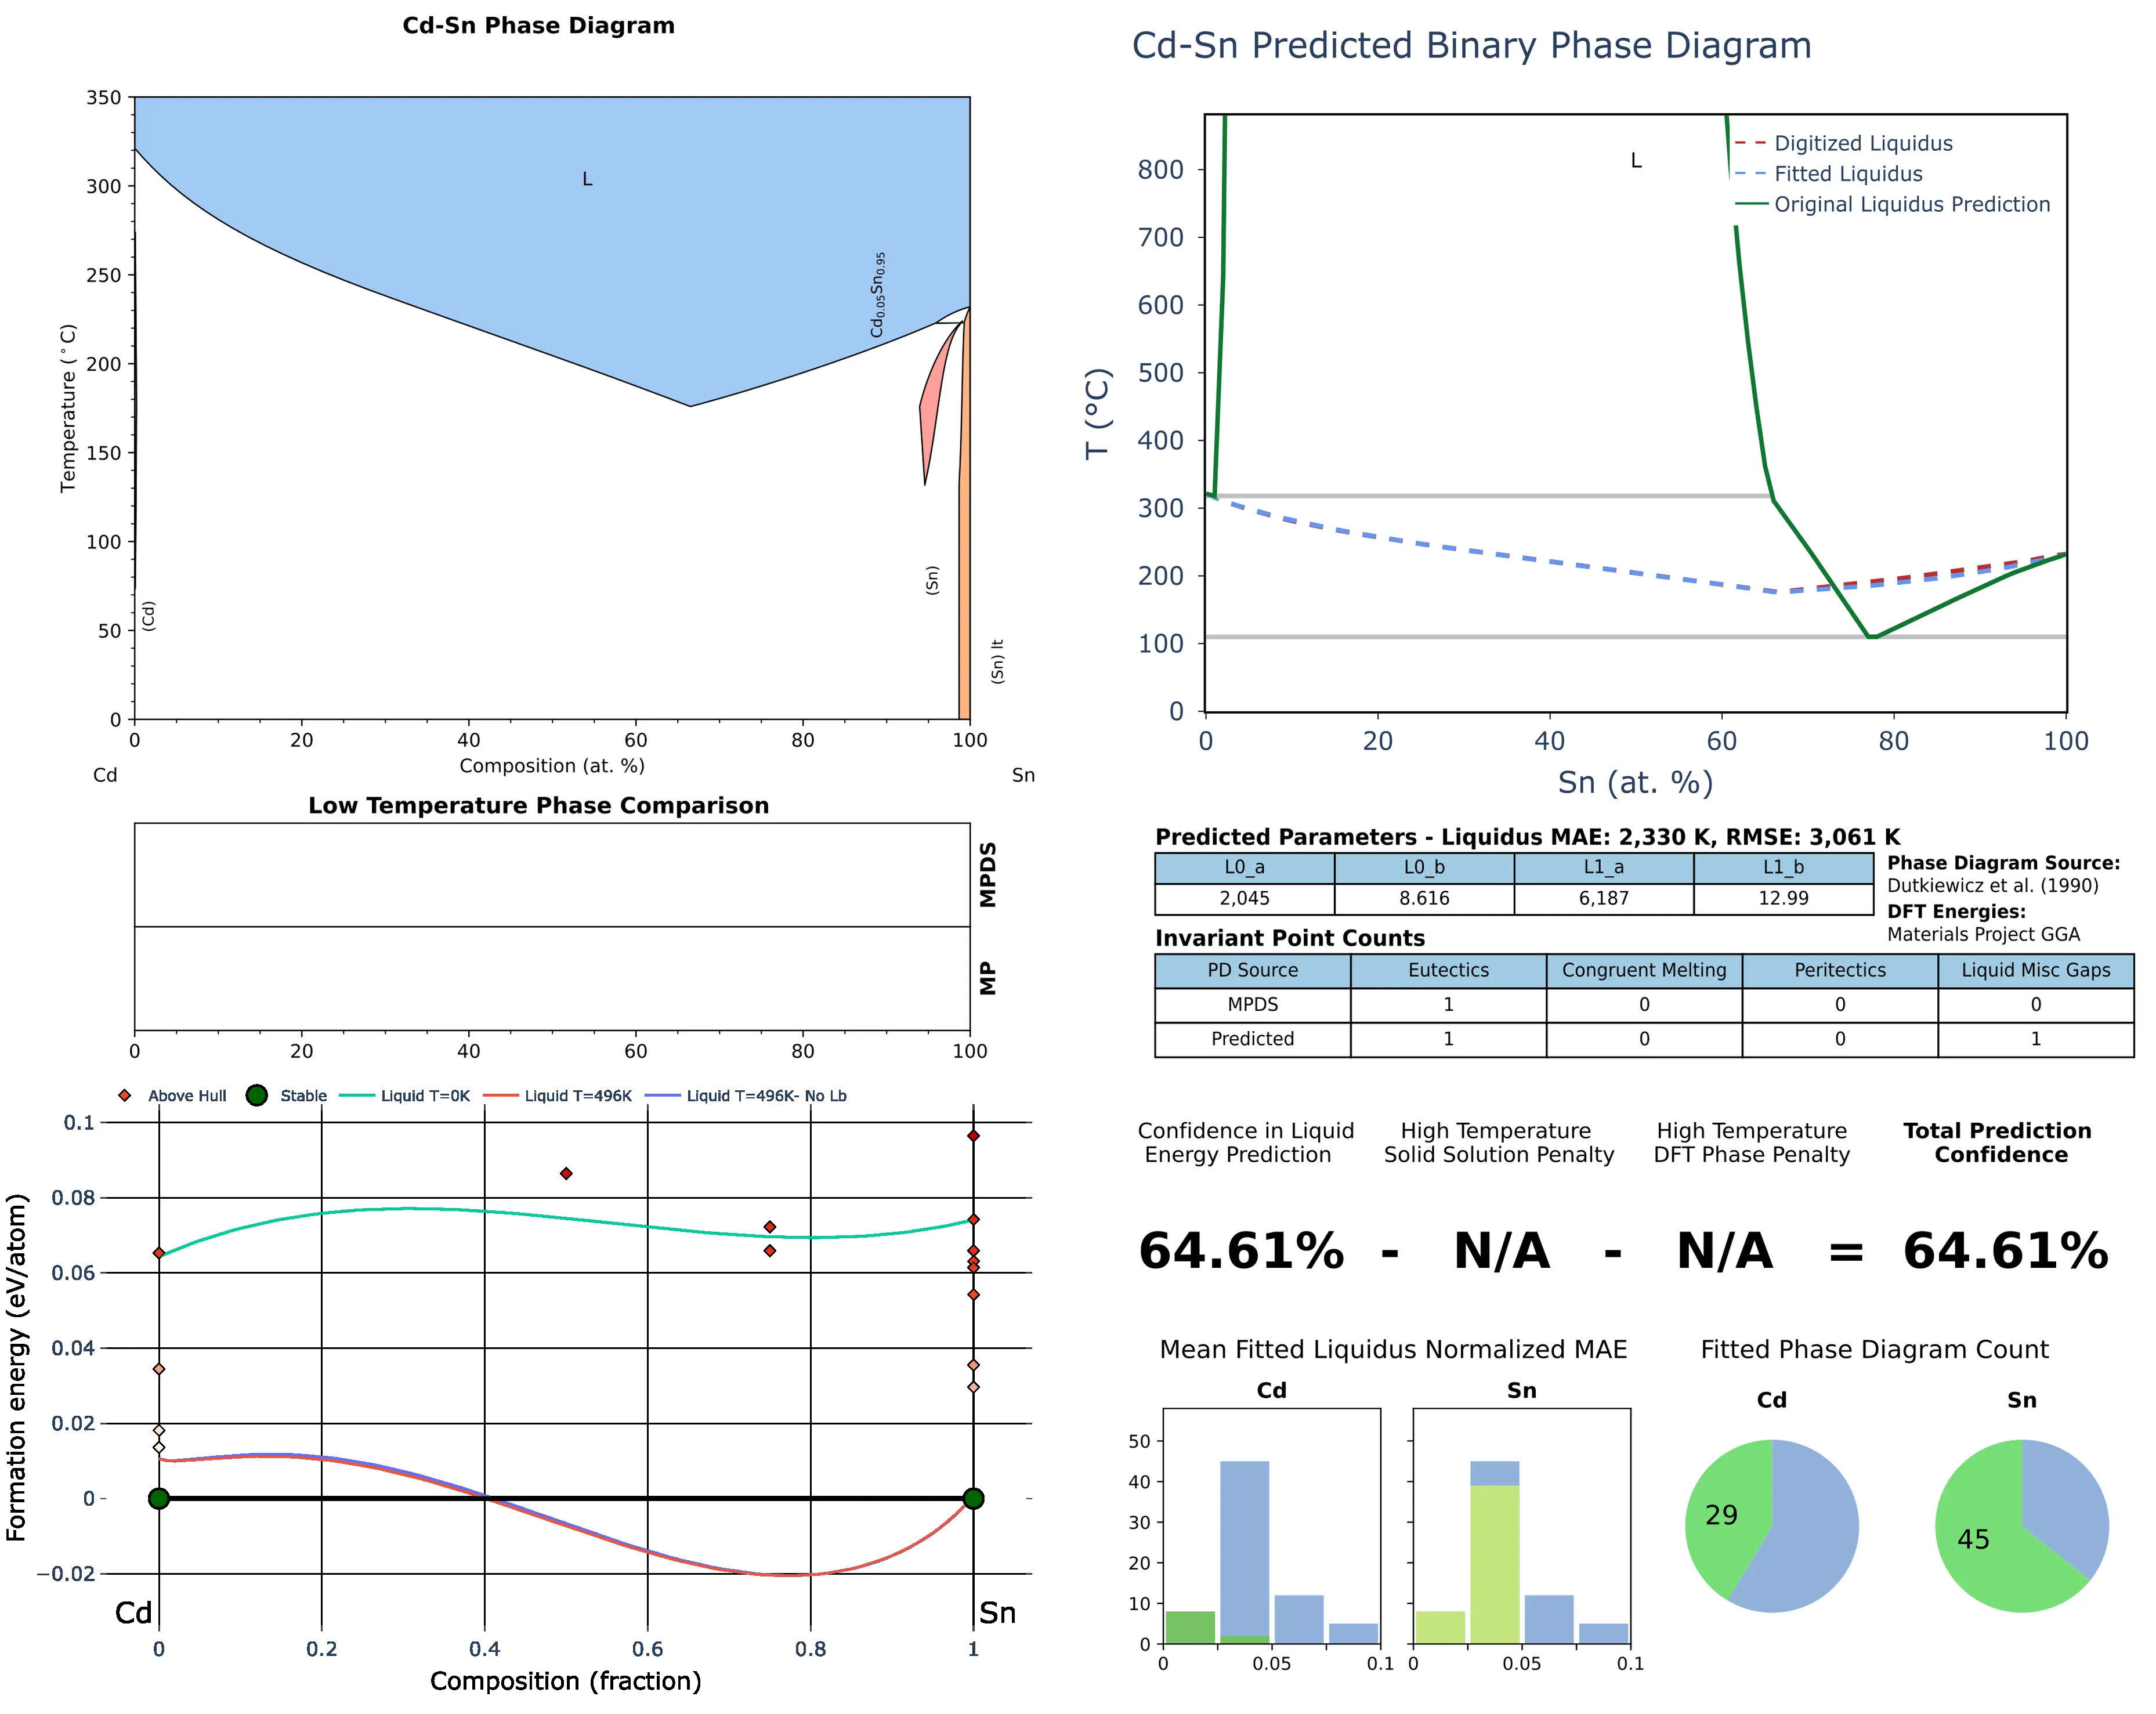 Cd-Sn Phase Diagram
350
300
250
200
150
100
50
0
Temperature (°C)
L
Cd0.05Sn0.95
(Cd)
(Sn)
(Sn) lt
0 20 40 60 80 100
Composition (at. %)
Cd Sn
Cd-Sn Predicted Binary Phase Diagram
800
700
600
500
400
300
200
100
0
T (°C)
L
Digitized Liquidus
Fitted Liquidus
Original Liquidus Prediction
0 20 40 60 80 100
Sn (at. %)
Low Temperature Phase Comparison
MPDS
MP
0 20 40 60 80 100
Predicted Parameters - Liquidus MAE: 2,330 K, RMSE: 3,061 K
L0_a L0_b L1_a L1_b
2,045 8.616 6,187 12.99
Phase Diagram Source:
Dutkiewicz et al. (1990)
DFT Energies:
Materials Project GGA
Invariant Point Counts
PD Source Eutectics Congruent Melting Peritectics Liquid Misc Gaps
MPDS 1 0 0 0
Predicted 1 0 0 1
Above Hull Stable Liquid T=0K Liquid T=496K Liquid T=496K- No Lb
0.1
0.08
0.06
0.04
0.02
0
−0.02
Formation energy (eV/atom)
Cd Sn
0 0.2 0.4 0.6 0.8 1
Composition (fraction)
Confidence in Liquid
Energy Prediction
High Temperature
Solid Solution Penalty
High Temperature
DFT Phase Penalty
Total Prediction
Confidence
64.61% - N/A - N/A = 64.61%
Mean Fitted Liquidus Normalized MAE
Cd Sn
50
40
30
20
10
0
0 0.05 0.1 0 0.05 0.1
Fitted Phase Diagram Count
Cd Sn
29 45